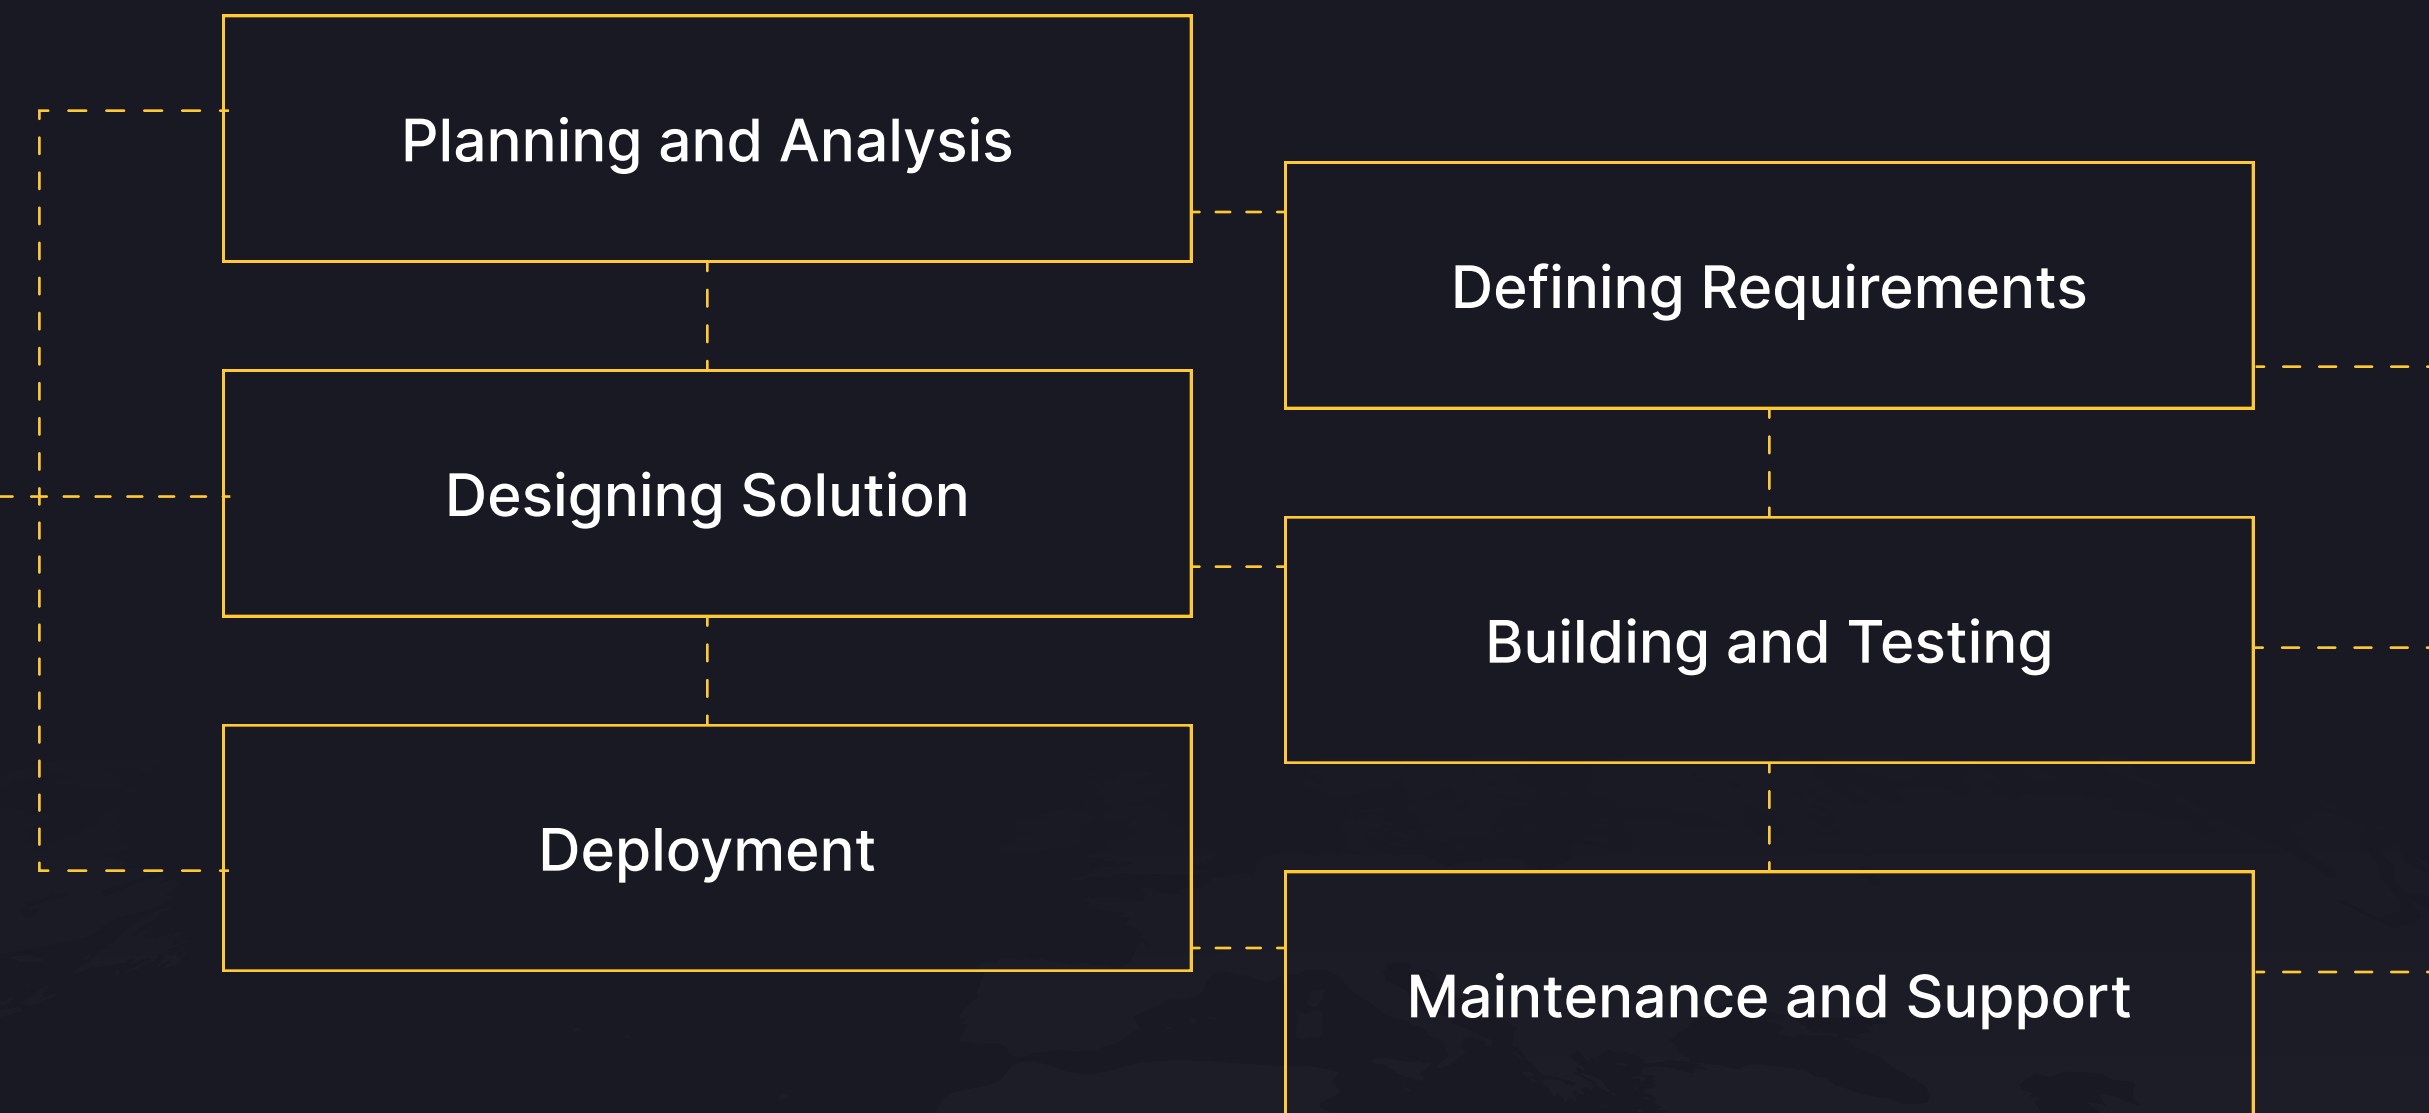 Planning and Analysis
Defining Requirements
Designing Solution
Building and Testing
Deployment
Maintenance and Support